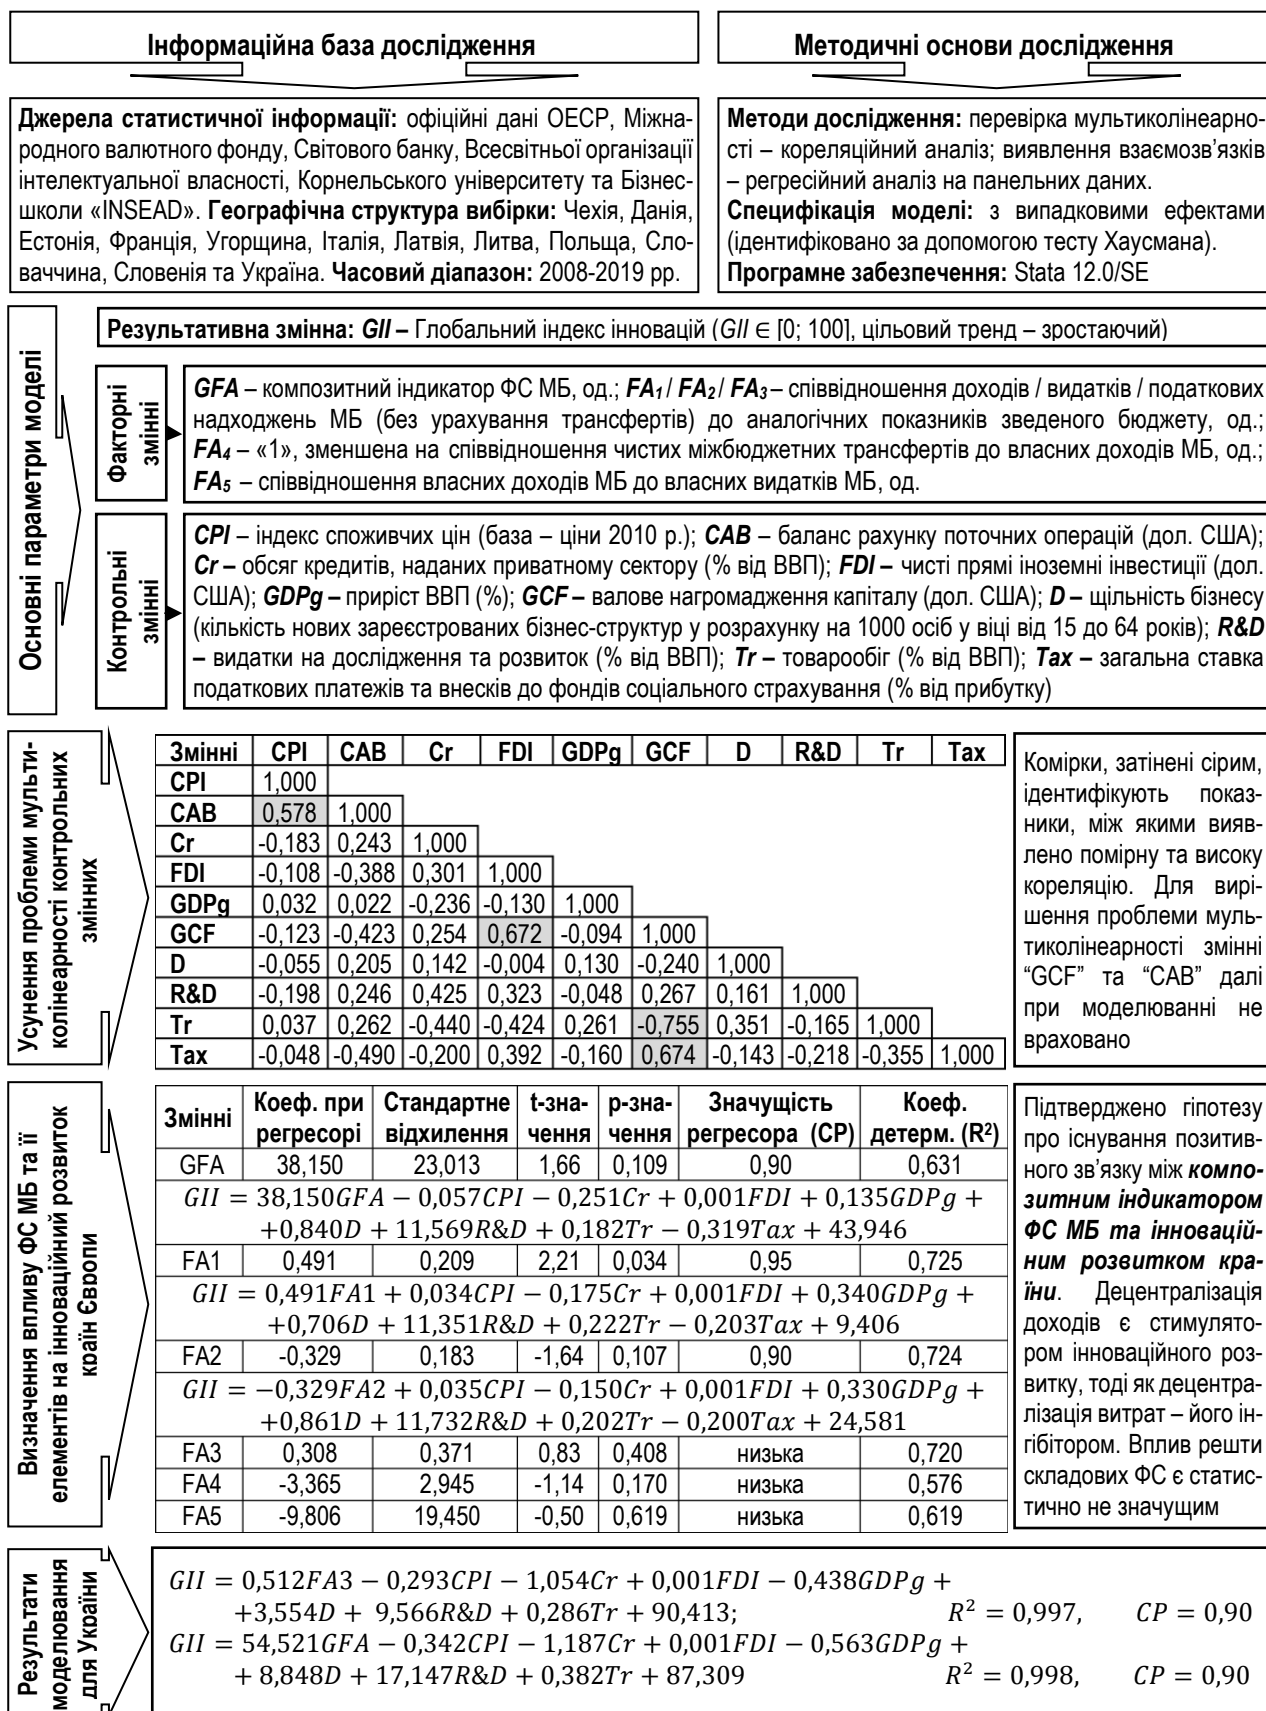 Інформаційна база дослідження
Методичні основи дослідження
Джерела статистичної інформації: офіційні дані ОЕСР, Міжна-
родного валютного фонду, Світового банку, Всесвітньої організації
інтелектуальної власності, Корнельського університету та Бізнес-
школи «INSEAD». Географічна структура вибірки: Чехія, Данія,
Естонія, Франція, Угорщина, Італія, Латвія, Литва, Польща, Сло-
ваччина, Словенія та Україна. Часовий діапазон: 2008-2019 рр.
Методи дослідження: перевірка мультиколінеарно-
сті – кореляційний аналіз; виявлення взаємозв'язків
– регресійний аналіз на панельних даних.
Специфікація моделі: з випадковими ефектами
(ідентифіковано за допомогою тесту Хаусмана).
Програмне забезпечення: Stata 12.0/SE
Основні параметри моделі
Результативна змінна: GII – Глобальний індекс інновацій (GII ∈ [0; 100], цільовий тренд – зростаючий)
Факторні
змінні
GFA – композитний індикатор ФС МБ, од.; FA1 / FA2 / FA3 – співвідношення доходів / видатків / податкових
надходжень МБ (без урахування трансфертів) до аналогічних показників зведеного бюджету, од.;
FA4 – «1», зменшена на співвідношення чистих міжбюджетних трансфертів до власних доходів МБ, од.;
FA5 – співвідношення власних доходів МБ до власних видатків МБ, од.
Контрольні
змінні
CPI – індекс споживчих цін (база – ціни 2010 р.); CAB – баланс рахунку поточних операцій (дол. США);
Cr – обсяг кредитів, наданих приватному сектору (% від ВВП); FDI – чисті прямі іноземні інвестиції (дол.
США); GDPg – приріст ВВП (%); GCF – валове нагромадження капіталу (дол. США); D – щільність бізнесу
(кількість нових зареєстрованих бізнес-структур у розрахунку на 1000 осіб у віці від 15 до 64 років); R&D
– видатки на дослідження та розвиток (% від ВВП); Tr – товарообіг (% від ВВП); Tax – загальна ставка
податкових платежів та внесків до фондів соціального страхування (% від прибутку)
Усунення проблеми мульти-
колінеарності контрольних
змінних
Змінні CPI CAB Cr FDI GDPg GCF D R&D Tr Tax
CPI 1,000
CAB 0,578 1,000
Cr -0,183 0,243 1,000
FDI -0,108 -0,388 0,301 1,000
GDPg 0,032 0,022 -0,236 -0,130 1,000
GCF -0,123 -0,423 0,254 0,672 -0,094 1,000
D -0,055 0,205 0,142 -0,004 0,130 -0,240 1,000
R&D -0,198 0,246 0,425 0,323 -0,048 0,267 0,161 1,000
Tr 0,037 0,262 -0,440 -0,424 0,261 -0,755 0,351 -0,165 1,000
Tax -0,048 -0,490 -0,200 0,392 -0,160 0,674 -0,143 -0,218 -0,355 1,000
Комірки, затінені сірим,
ідентифікують показ-
ники, між якими вияв-
лено помірну та високу
кореляцію. Для вирі-
шення проблеми муль-
тиколінеарності змінні
“GCF” та “CAB” далі
при моделюванні не
враховано
Визначення впливу ФС МБ та її
елементів на інноваційний розвиток
країн Європи
Змінні Коеф. при Стандартне t-зна- p-зна- Значущість Коеф.
регресорі відхилення чення чення регресора (СР) детерм. (R²)
GFA 38,150 23,013 1,66 0,109 0,90 0,631
GII = 38,150GFA − 0,057CPI − 0,251Cr + 0,001FDI + 0,135GDPg +
+0,840D + 11,569R&D + 0,182Tr − 0,319Tax + 43,946
FA1 0,491 0,209 2,21 0,034 0,95 0,725
GII = 0,491FA1 + 0,034CPI − 0,175Cr + 0,001FDI + 0,340GDPg +
+0,706D + 11,351R&D + 0,222Tr − 0,203Tax + 9,406
FA2 -0,329 0,183 -1,64 0,107 0,90 0,724
GII = −0,329FA2 + 0,035CPI − 0,150Cr + 0,001FDI + 0,330GDPg +
+0,861D + 11,732R&D + 0,202Tr − 0,200Tax + 24,581
FA3 0,308 0,371 0,83 0,408 низька 0,720
FA4 -3,365 2,945 -1,14 0,170 низька 0,576
FA5 -9,806 19,450 -0,50 0,619 низька 0,619
Підтверджено гіпотезу
про існування позитив-
ного зв’язку між компо-
зитним індикатором
ФС МБ та інновацій-
ним розвитком кра-
їни. Децентралізація
доходів є стимулято-
ром інноваційного роз-
витку, тоді як децентра-
лізація витрат – його ін-
гібітором. Вплив решти
складових ФС є статис-
тично не значущим
Результати
моделювання
для України
GII = 0,512FA3 − 0,293CPI − 1,054Cr + 0,001FDI − 0,438GDPg +
+3,554D + 9,566R&D + 0,286Tr + 90,413; R² = 0,997, CP = 0,90
GII = 54,521GFA − 0,342CPI − 1,187Cr + 0,001FDI − 0,563GDPg +
+ 8,848D + 17,147R&D + 0,382Tr + 87,309 R² = 0,998, CP = 0,90